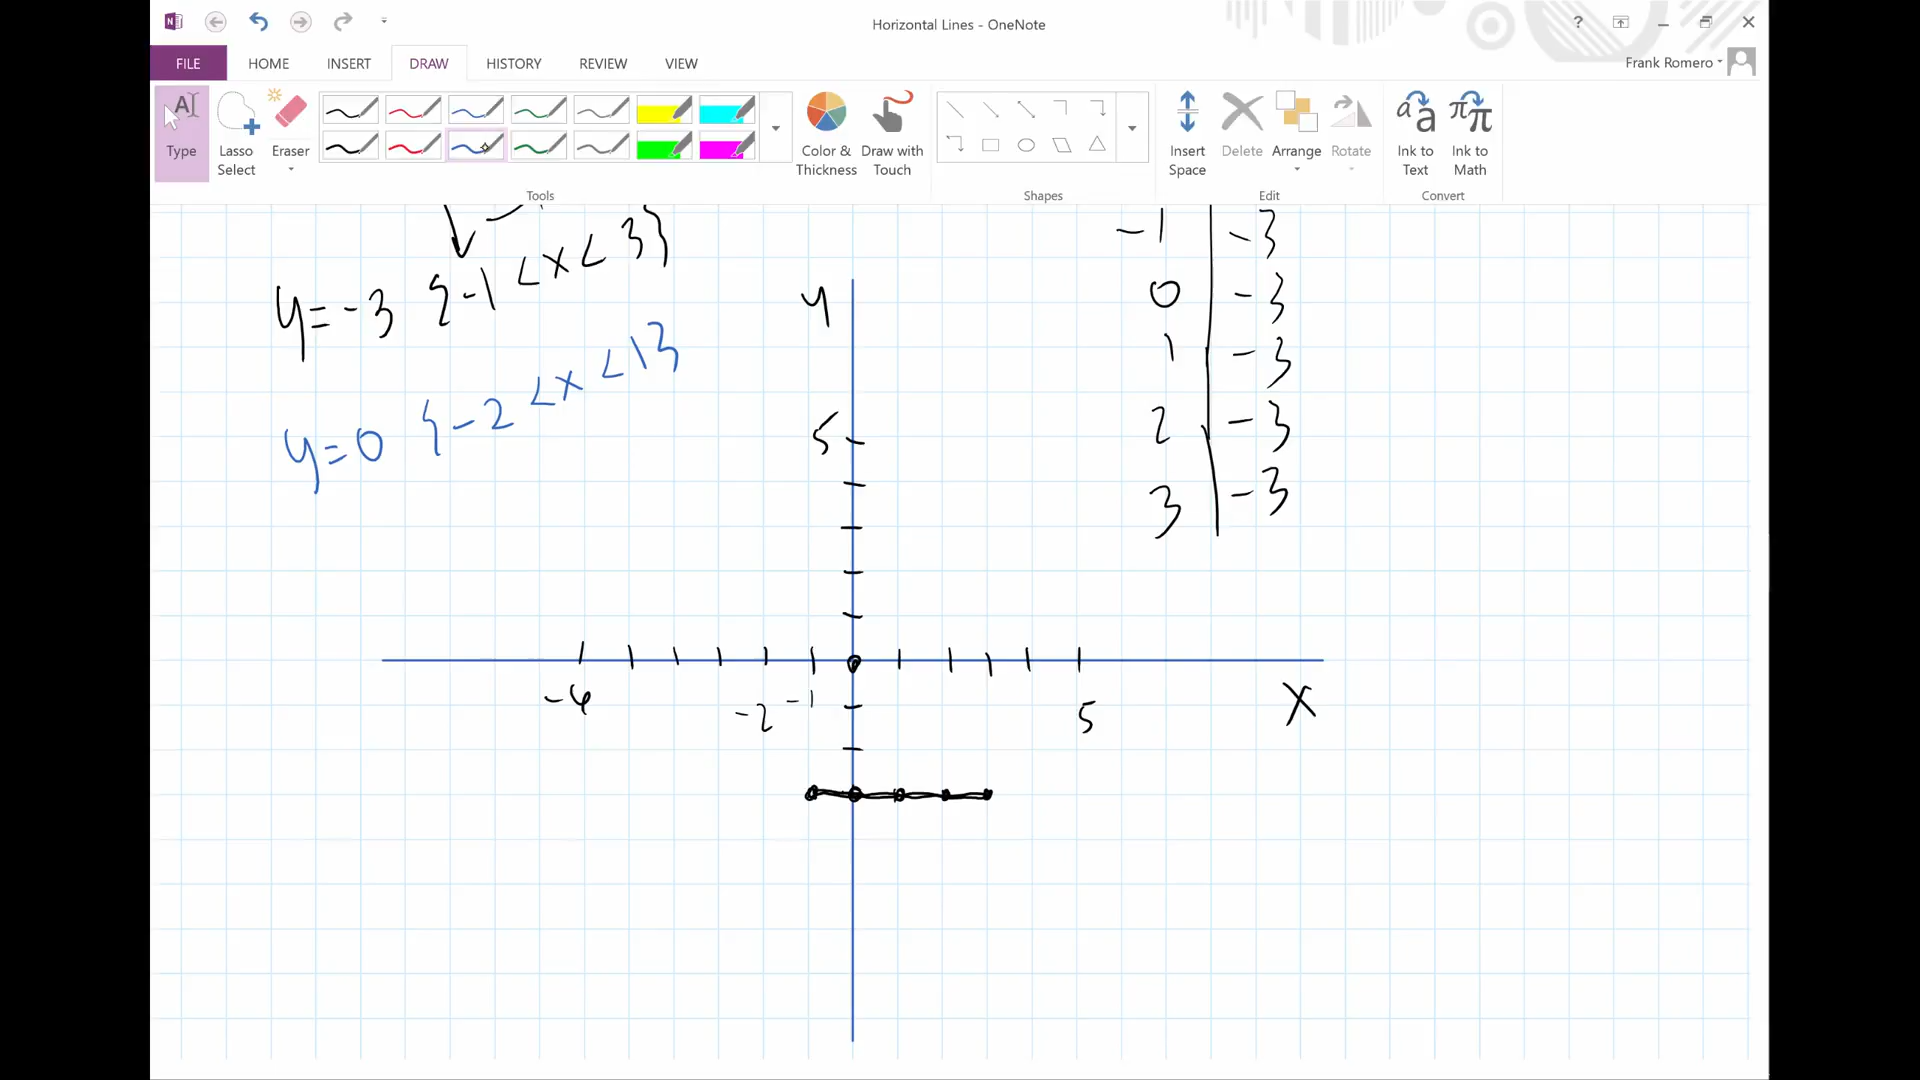 Horizontal Lines - OneNote
?
FILE HOME INSERT DRAW HISTORY REVIEW VIEW
Frank Romero
Type
Lasso Select
Eraser
Color & Thickness
Draw with Touch
Insert Space
Delete
Arrange
Rotate
Ink to Text
Ink to Math
Tools
Shapes
Edit
Convert
y=-3 {-1<x<3}
y=0 {-2<x<1}
y
5
-1 | -3
0 | -3
1 | -3
2 | -3
3 | -3
-2 -1
5
X